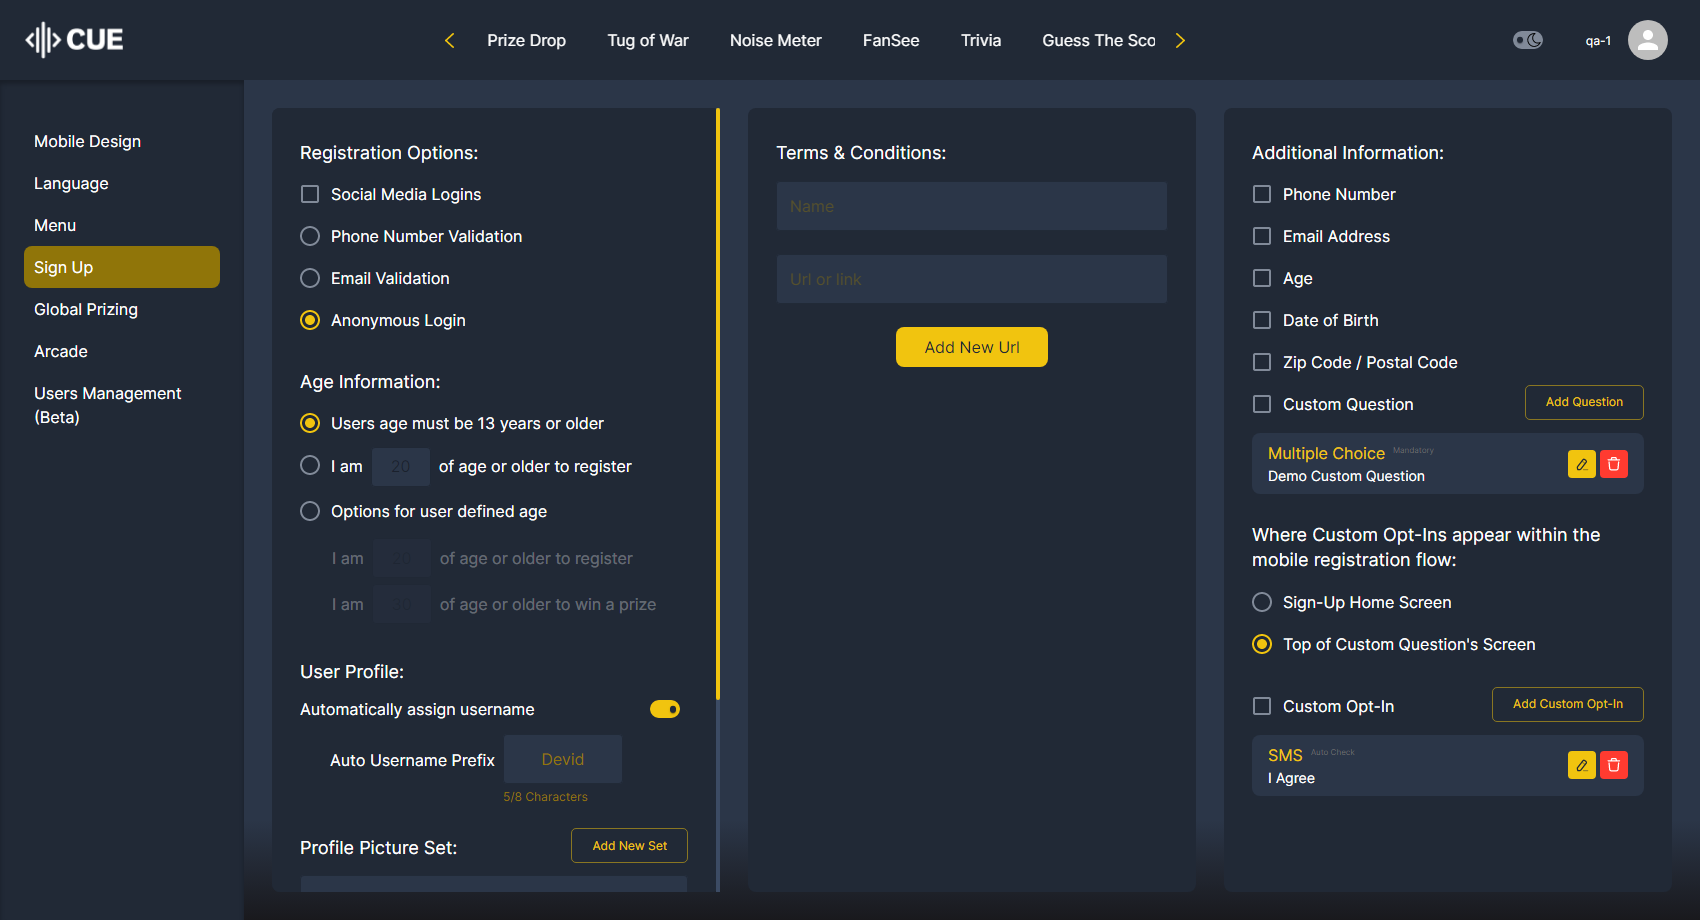 CUE
Prize Drop
Tug of War
Noise Meter
FanSee
Trivia
Guess The Sco
qa-1
Mobile Design
Language
Menu
Sign Up
Global Prizing
Arcade
Users Management
(Beta)
Registration Options:
Social Media Logins
Phone Number Validation
Email Validation
Anonymous Login
Age Information:
Users age must be 13 years or older
I am 20 of age or older to register
Options for user defined age
I am 20 of age or older to register
I am 30 of age or older to win a prize
User Profile:
Automatically assign username
Auto Username Prefix Devid
5/8 Characters
Profile Picture Set:
Add New Set
Terms & Conditions:
Name
Url or link
Add New Url
Additional Information:
Phone Number
Email Address
Age
Date of Birth
Zip Code / Postal Code
Custom Question
Add Question
Multiple Choice Mandatory
Demo Custom Question
Where Custom Opt-Ins appear within the
mobile registration flow:
Sign-Up Home Screen
Top of Custom Question's Screen
Custom Opt-In
Add Custom Opt-In
SMS Auto Check
I Agree